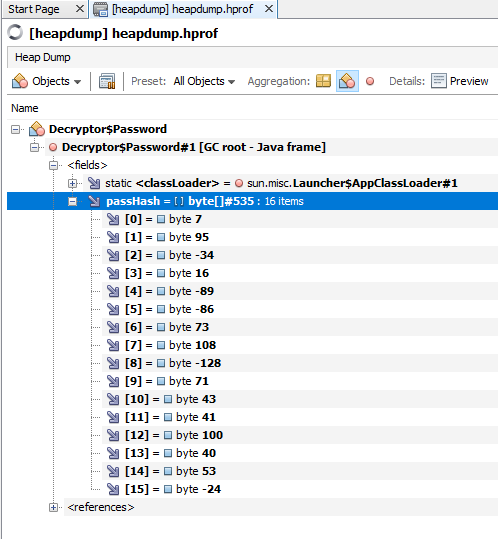 Start Page [heapdump] heapdump.hprof
[heapdump] heapdump.hprof
Heap Dump
Objects Preset: All Objects Aggregation: Details: Preview
Name
Decryptor$Password
Decryptor$Password#1 [GC root - Java frame]
<fields>
static <classLoader> = sun.misc.Launcher$AppClassLoader#1
passHash = [ ] byte[]#535 : 16 items
[0] = byte 7
[1] = byte 95
[2] = byte -34
[3] = byte 16
[4] = byte -89
[5] = byte -86
[6] = byte 73
[7] = byte 108
[8] = byte -128
[9] = byte 71
[10] = byte 43
[11] = byte 41
[12] = byte 100
[13] = byte 40
[14] = byte 53
[15] = byte -24
<references>